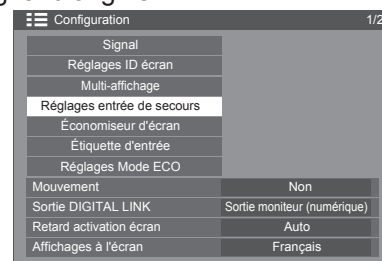 Configuration 1/2
Signal
Réglages ID écran
Multi-affichage
Réglages entrée de secours
Économiseur d'écran
Étiquette d'entrée
Réglages Mode ECO
Mouvement Non
Sortie DIGITAL LINK Sortie moniteur (numérique)
Retard activation écran Auto
Affichages à l'écran Français